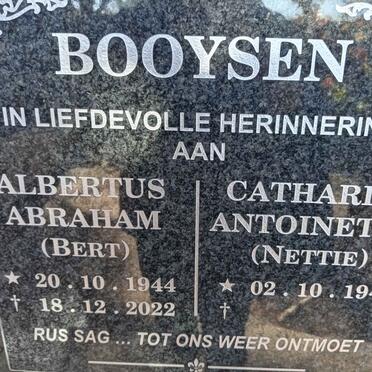 BOOYSEN
IN LIEFDEVOLLE HERINNERIN
AAN
ALBERTUS
ABRAHAM
(BERT)
★ 20 . 10 . 1944
† 18 . 12 . 2022
CATHARI
ANTOINET
(NETTIE)
★ 02 . 10 . 194
†
RUS SAG ... TOT ONS WEER ONTMOET